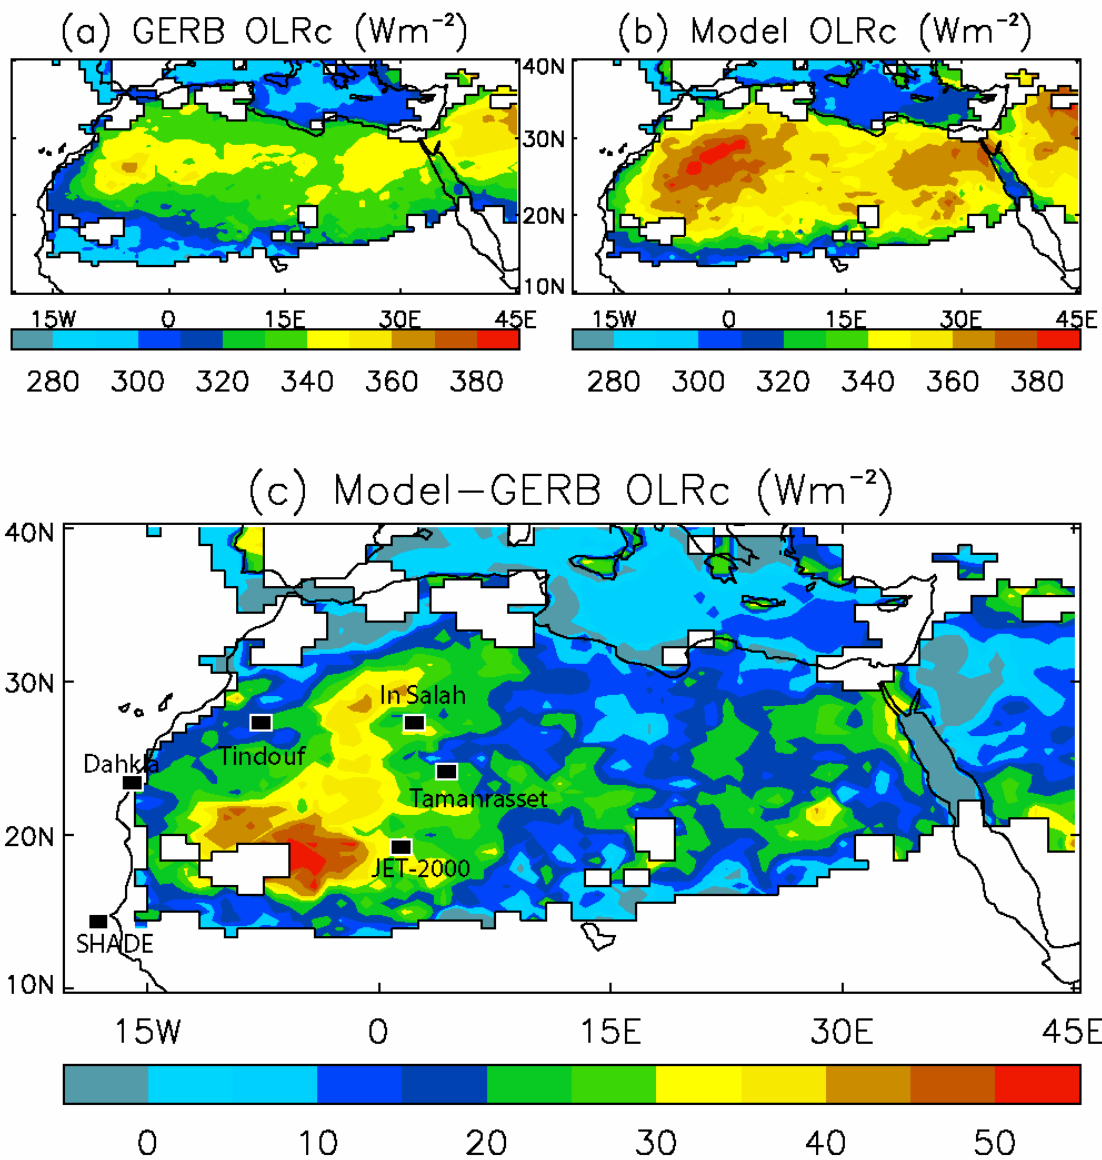 (a) GERB OLRc (Wm⁻²)
(b) Model OLRc (Wm⁻²)
40N
30N
20N
10N
15W 0 15E 30E 45E
15W 0 15E 30E 45E
280 300 320 340 360 380
280 300 320 340 360 380
(c) Model−GERB OLRc (Wm⁻²)
40N
30N
20N
10N
In Salah
Tindouf
Dahkla
Tamanrasset
JET-2000
SHADE
15W 0 15E 30E 45E
0 10 20 30 40 50